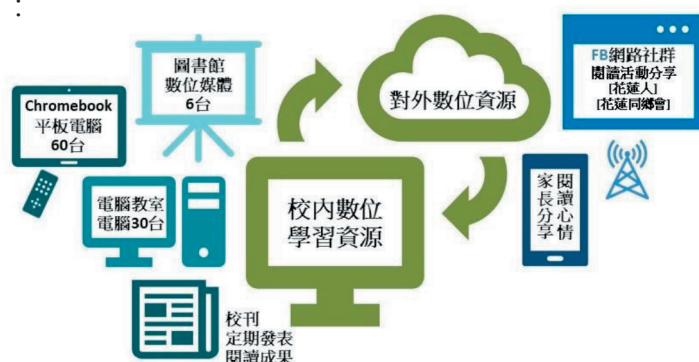 圖書館
數位媒體
6台
Chromebook
平板電腦
60台
電腦教室
電腦30台
校刊
定期發表
閱讀成果
校內數位
學習資源
對外數位資源
FB網路社群
閱讀活動分享
[花蓮人]
[花蓮同鄉會]
閱讀心情
家長分享